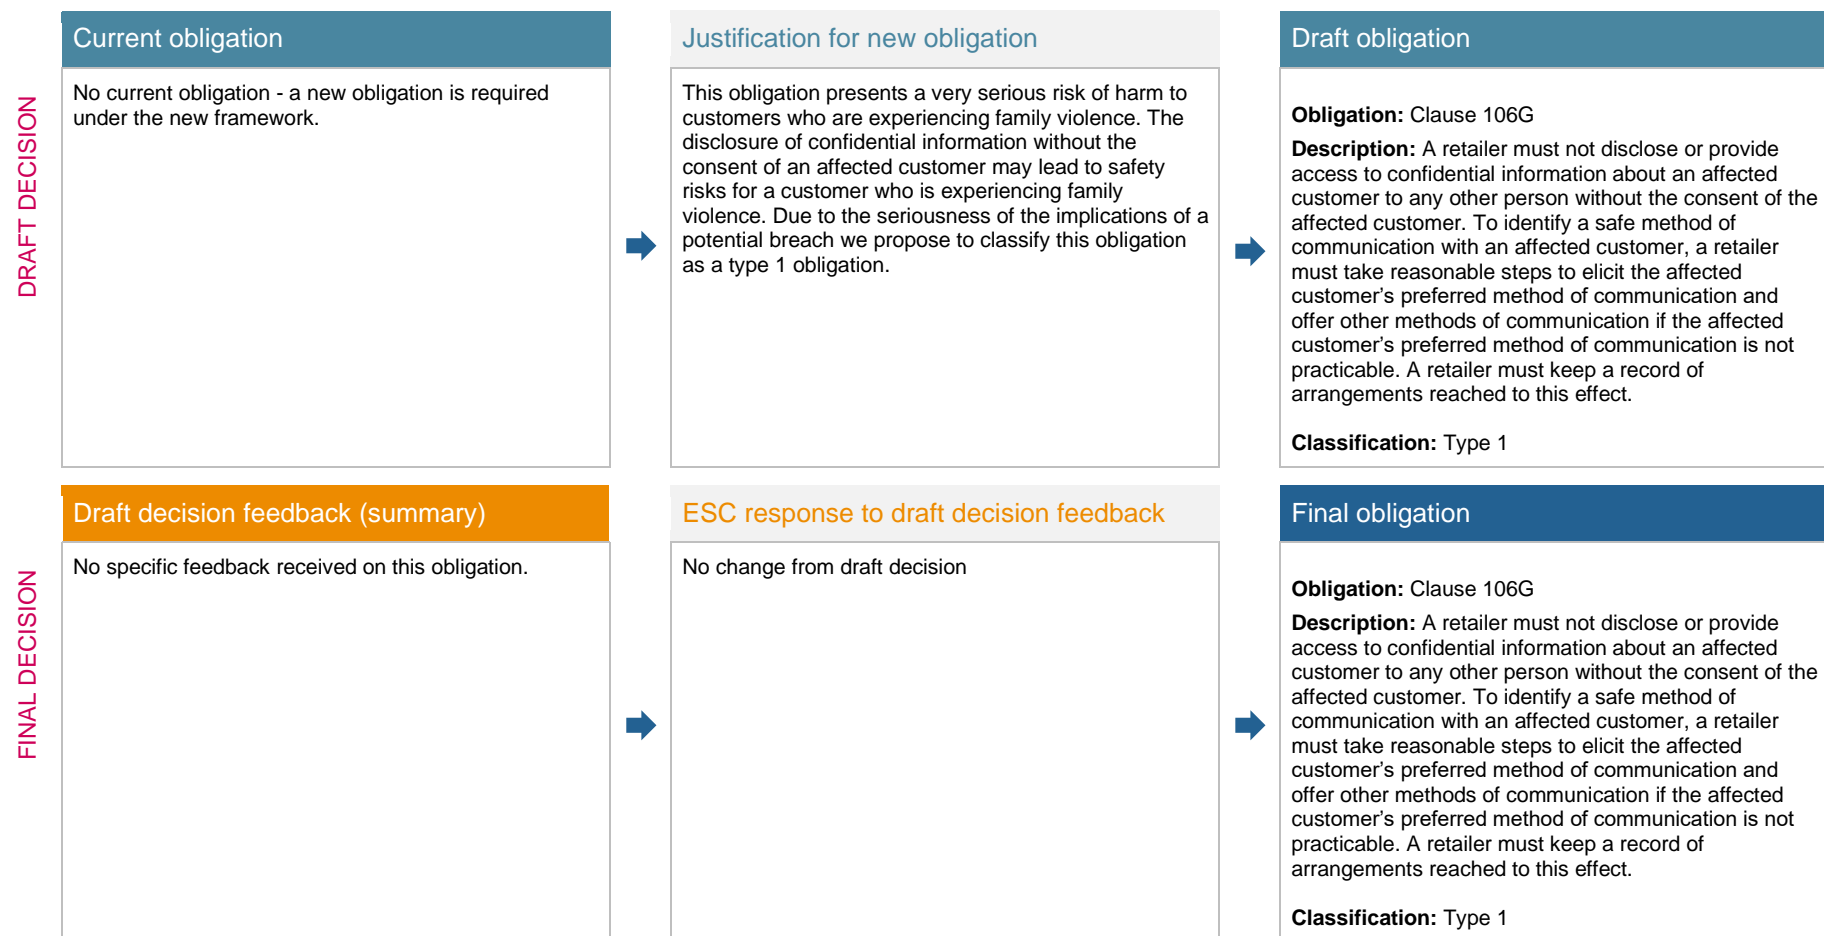 DRAFT DECISION
Current obligation
No current obligation - a new obligation is required
under the new framework.
Justification for new obligation
This obligation presents a very serious risk of harm to
customers who are experiencing family violence. The
disclosure of confidential information without the
consent of an affected customer may lead to safety
risks for a customer who is experiencing family
violence. Due to the seriousness of the implications of a
potential breach we propose to classify this obligation
as a type 1 obligation.
Draft obligation
Obligation: Clause 106G
Description: A retailer must not disclose or provide
access to confidential information about an affected
customer to any other person without the consent of the
affected customer. To identify a safe method of
communication with an affected customer, a retailer
must take reasonable steps to elicit the affected
customer’s preferred method of communication and
offer other methods of communication if the affected
customer’s preferred method of communication is not
practicable. A retailer must keep a record of
arrangements reached to this effect.
Classification: Type 1
FINAL DECISION
Draft decision feedback (summary)
No specific feedback received on this obligation.
ESC response to draft decision feedback
No change from draft decision
Final obligation
Obligation: Clause 106G
Description: A retailer must not disclose or provide
access to confidential information about an affected
customer to any other person without the consent of the
affected customer. To identify a safe method of
communication with an affected customer, a retailer
must take reasonable steps to elicit the affected
customer’s preferred method of communication and
offer other methods of communication if the affected
customer’s preferred method of communication is not
practicable. A retailer must keep a record of
arrangements reached to this effect.
Classification: Type 1